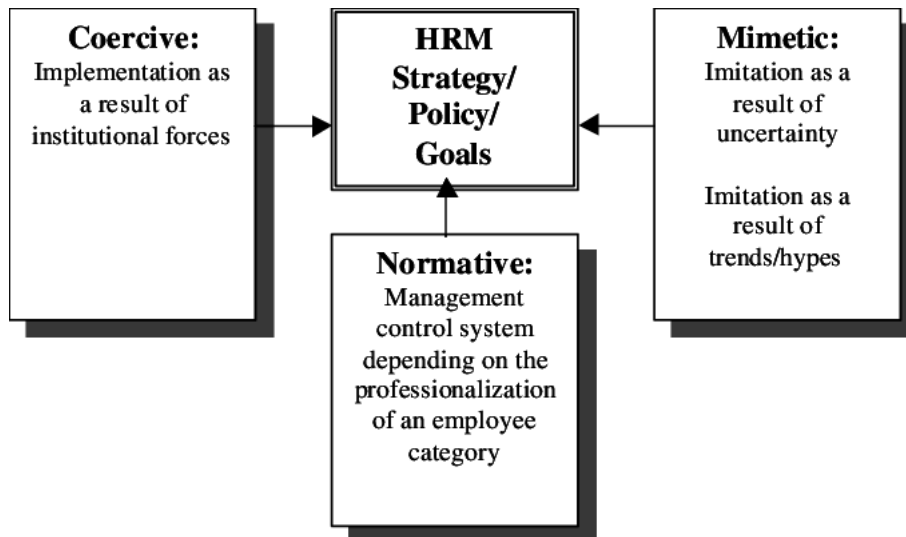 Coercive:
Implementation as
a result of
institutional forces
HRM
Strategy/
Policy/
Goals
Mimetic:
Imitation as a
result of
uncertainty
Imitation as a
result of
trends/hypes
Normative:
Management
control system
depending on the
professionalization
of an employee
category